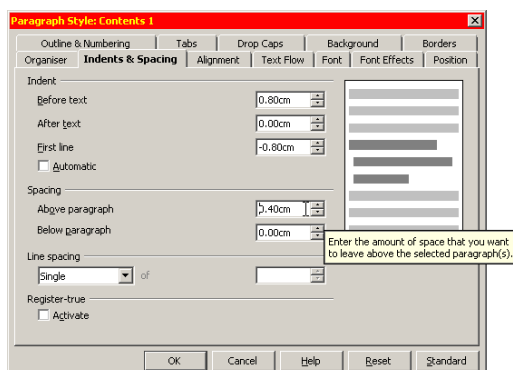 Paragraph Style: Contents 1
Outline & Numbering Tabs Drop Caps Background Borders
Organiser Indents & Spacing Alignment Text Flow Font Font Effects Position
Indent
Before text 0.80cm
After text 0.00cm
First line -0.80cm
Automatic
Spacing
Above paragraph 0.40cm
Below paragraph 0.00cm
Enter the amount of space that you want
to leave above the selected paragraph(s).
Line spacing
Single of
Register-true
Activate
OK Cancel Help Reset Standard